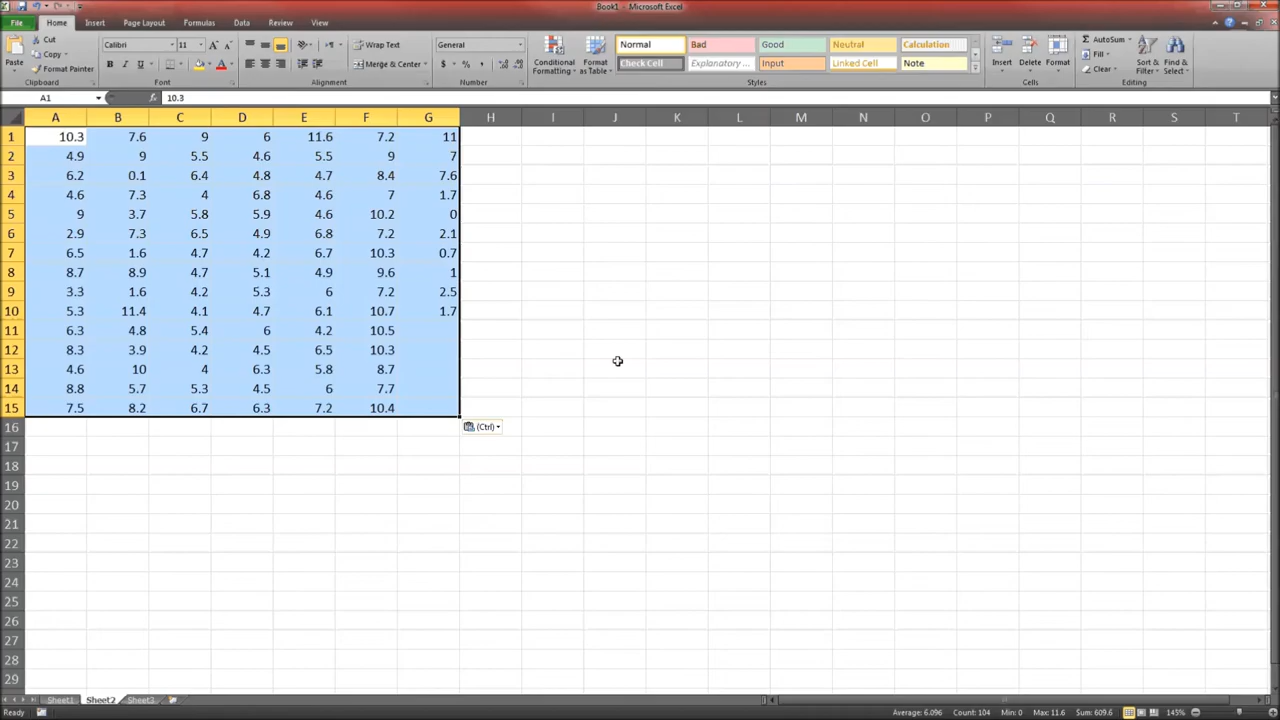 Book1 - Microsoft Excel
File Home Insert Page Layout Formulas Data Review View
Cut Calibri 11 Wrap Text General Normal Bad Good Neutral Calculation AutoSum
Copy Fill
Paste Format Painter B I U Merge & Center $ % Conditional Formatting Format as Table Check Cell Explanatory ... Input Linked Cell Note Insert Delete Format Clear Sort & Filter Find & Select
Clipboard Font Alignment Number Styles Cells Editing
A1 fx 10.3
A B C D E F G H I J K L M N O P Q R S T
1 10.3 7.6 9 6 11.6 7.2 11
2 4.9 9 5.5 4.6 5.5 9 7
3 6.2 0.1 6.4 4.8 4.7 8.4 7.6
4 4.6 7.3 4 6.8 4.6 7 1.7
5 9 3.7 5.8 5.9 4.6 10.2 0
6 2.9 7.3 6.5 4.9 6.8 7.2 2.1
7 6.5 1.6 4.7 4.2 6.7 10.3 0.7
8 8.7 8.9 4.7 5.1 4.9 9.6 1
9 3.3 1.6 4.2 5.3 6 7.2 2.5
10 5.3 11.4 4.1 4.7 6.1 10.7 1.7
11 6.3 4.8 5.4 6 4.2 10.5
12 8.3 3.9 4.2 4.5 6.5 10.3
13 4.6 10 4 6.3 5.8 8.7
14 8.8 5.7 5.3 4.5 6 7.7
15 7.5 8.2 6.7 6.3 7.2 10.4
16 (Ctrl)
17
18
19
20
21
22
23
24
25
26
27
28
29
Sheet1 Sheet2 Sheet3
Ready Average: 6.096 Count: 104 Min: 0 Max: 11.6 Sum: 609.6 145%